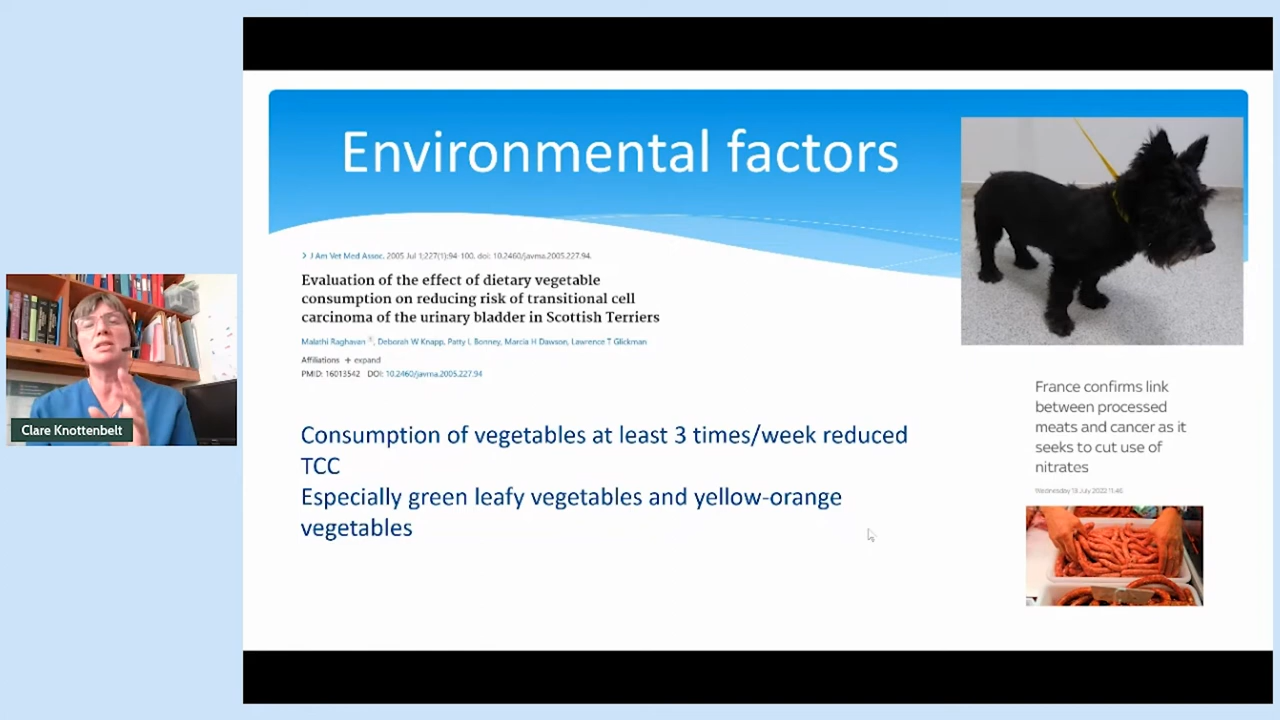 Environmental factors
> J Am Vet Med Assoc. 2005 Jul 1;227(1):94-100. doi: 10.2460/javma.2005.227.94.
Evaluation of the effect of dietary vegetable
consumption on reducing risk of transitional cell
carcinoma of the urinary bladder in Scottish Terriers
Malathi Raghavan, Deborah W Knapp, Patty L Bonney, Marcia H Dawson, Lawrence T Glickman
Affiliations + expand
PMID: 16013542 DOI: 10.2460/javma.2005.227.94
Clare Knottenbelt
Consumption of vegetables at least 3 times/week reduced
TCC
Especially green leafy vegetables and yellow-orange
vegetables
France confirms link
between processed
meats and cancer as it
seeks to cut use of
nitrates
Wednesday 13 July 2022 11:46